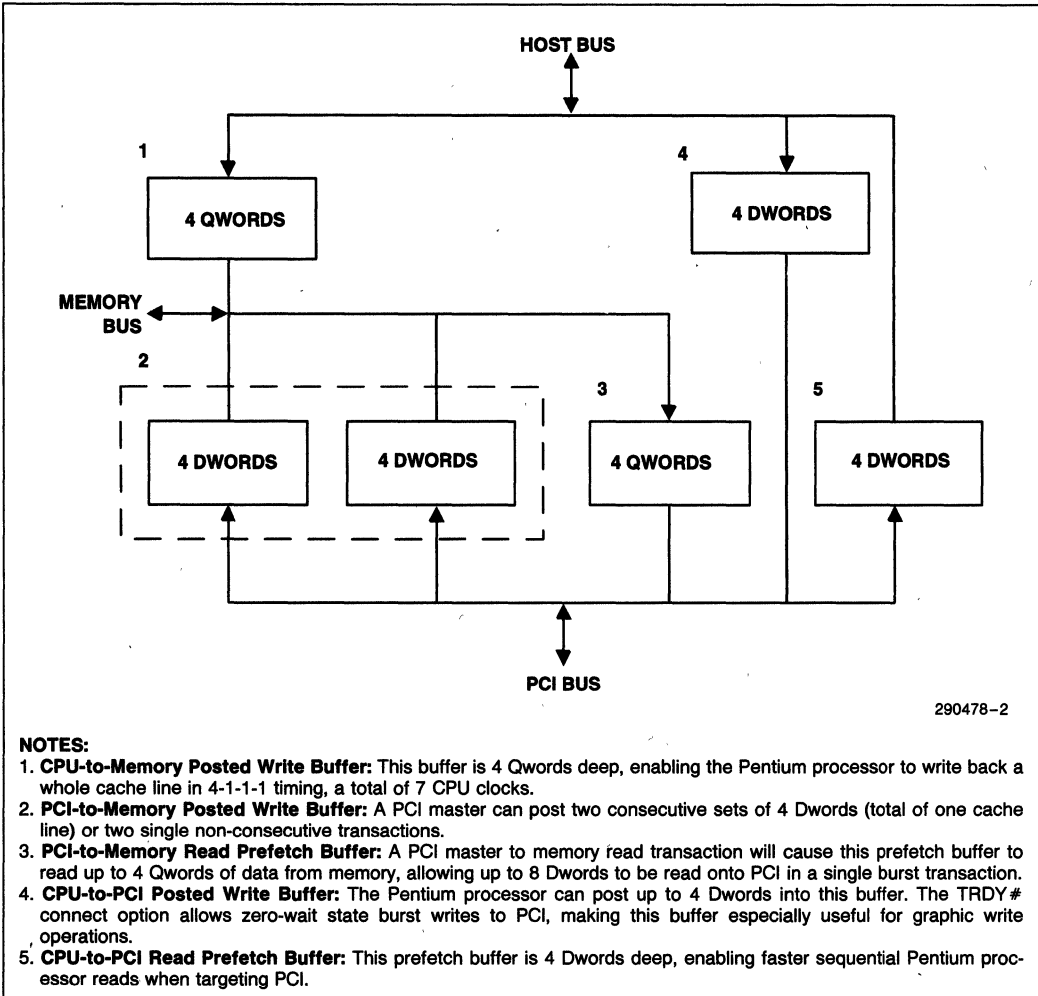 HOST BUS
1
4
4 QWORDS
4 DWORDS
MEMORY
BUS
2
3
5
4 DWORDS
4 DWORDS
4 QWORDS
4 DWORDS
PCI BUS
290478-2
NOTES:
1. CPU-to-Memory Posted Write Buffer: This buffer is 4 Qwords deep, enabling the Pentium processor to write back a
whole cache line in 4-1-1-1 timing, a total of 7 CPU clocks.
2. PCI-to-Memory Posted Write Buffer: A PCI master can post two consecutive sets of 4 Dwords (total of one cache
line) or two single non-consecutive transactions.
3. PCI-to-Memory Read Prefetch Buffer: A PCI master to memory read transaction will cause this prefetch buffer to
read up to 4 Qwords of data from memory, allowing up to 8 Dwords to be read onto PCI in a single burst transaction.
4. CPU-to-PCI Posted Write Buffer: The Pentium processor can post up to 4 Dwords into this buffer. The TRDY#
connect option allows zero-wait state burst writes to PCI, making this buffer especially useful for graphic write
operations.
5. CPU-to-PCI Read Prefetch Buffer: This prefetch buffer is 4 Dwords deep, enabling faster sequential Pentium proc-
essor reads when targeting PCI.